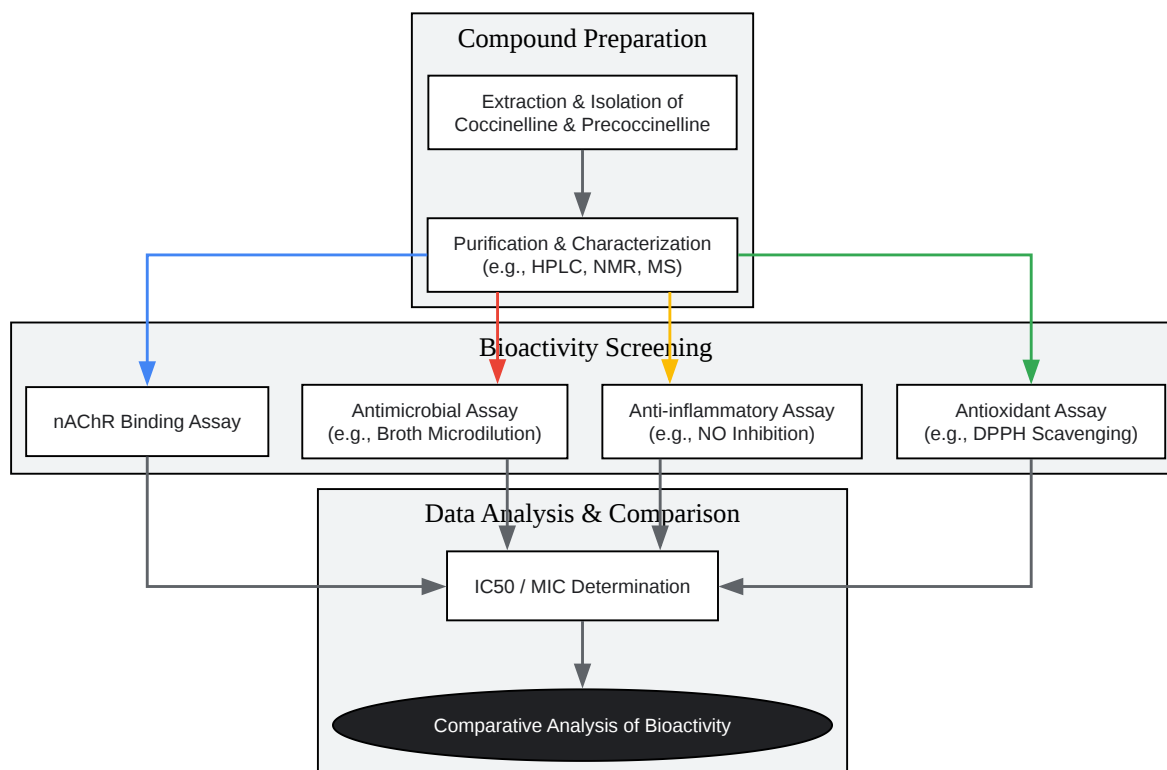 Compound Preparation
Extraction & Isolation of
Coccinelline & Precoccinelline
Purification & Characterization
(e.g., HPLC, NMR, MS)
Bioactivity Screening
nAChR Binding Assay
Antimicrobial Assay
(e.g., Broth Microdilution)
Anti-inflammatory Assay
(e.g., NO Inhibition)
Antioxidant Assay
(e.g., DPPH Scavenging)
Data Analysis & Comparison
IC50 / MIC Determination
Comparative Analysis of Bioactivity